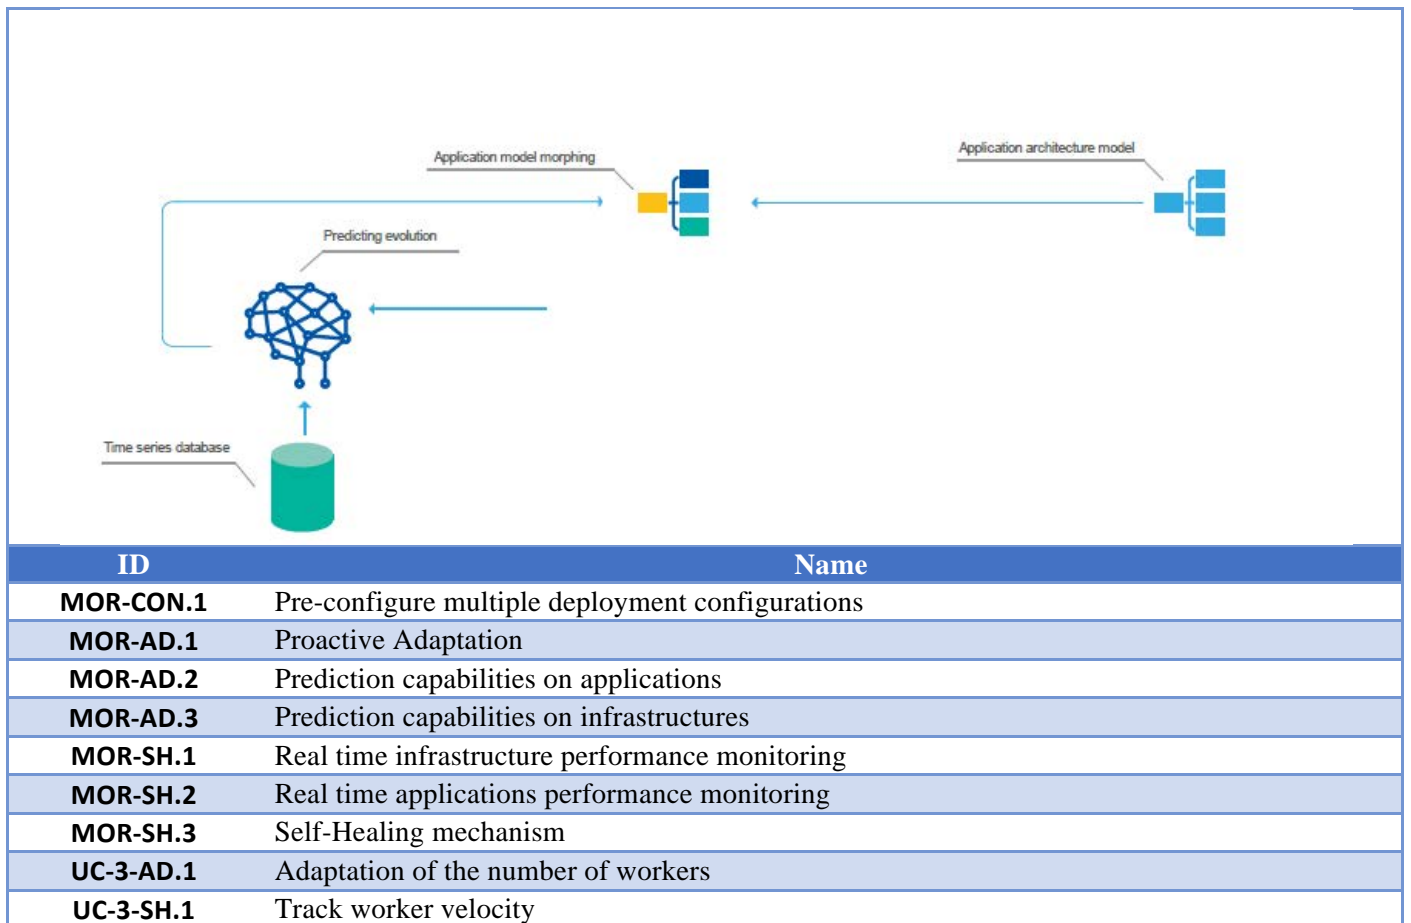 Application model morphing
Application architecture model
Predicting evolution
Time series database
ID Name
MOR-CON.1 Pre-configure multiple deployment configurations
MOR-AD.1 Proactive Adaptation
MOR-AD.2 Prediction capabilities on applications
MOR-AD.3 Prediction capabilities on infrastructures
MOR-SH.1 Real time infrastructure performance monitoring
MOR-SH.2 Real time applications performance monitoring
MOR-SH.3 Self-Healing mechanism
UC-3-AD.1 Adaptation of the number of workers
UC-3-SH.1 Track worker velocity